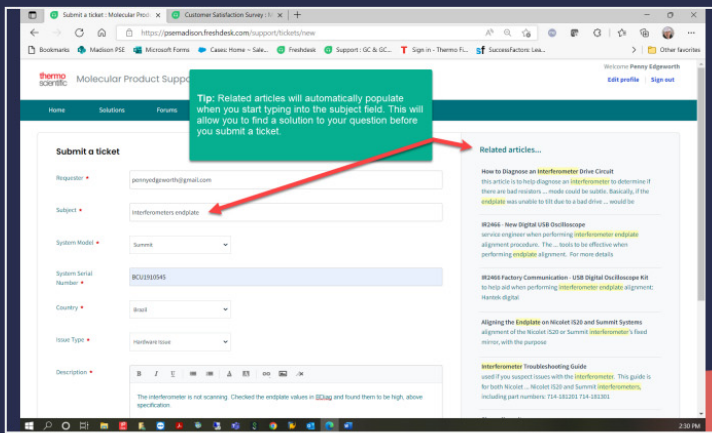 Submit a ticket : Molecular Prod
Customer Satisfaction Survey :
https://psemadison.freshdesk.com/support/tickets/new
Bookmarks
Madison PSE
Microsoft Forms
Casec Home – Sale...
Freshdesk
Support : GC & GC...
Sign in - Thermo Fi...
SuccessFactors: Lea...
Other favorites
thermo
scientific
Molecular Product Supp
Welcome Penny Edgeworth
Edit profile
Sign out
Home
Solutions
Forums
Tip: Related articles will automatically populate
when you start typing into the subject field. This will
allow you to find a solution to your question before
you submit a ticket.
Submit a ticket
Requester *
pennyedgeworth@gmail.com
Subject *
interferometers endplate
System Model *
Summit
System Serial
Number *
BCU1910545
Country *
Brazil
Issue Type *
Hardware Issue
Description *
The interferometer is not scanning. Checked the endplate values in GDiag and found them to be high, above
specification.
Related articles...
How to Diagnose an Interferometer Drive Circuit
this article is to help diagnose an interferometer to determine if
there are bad resistors ... mode could be subtle. Basically, if the
endplate was unable to tilt due to a bad drive ... would be
IR2466 - New Digital USB Oscilloscope
service engineer when performing interferometer endplate
alignment procedure. The ... tools to be effective when
performing endplate alignment. For more details
IR2466 Factory Communication - USB Digital Oscilloscope Kit
to help aid when performing interferometer endplate alignment:
Hantek digital
Aligning the Endplate on Nicolet iS20 and Summit Systems
alignment of the Nicolet iS20 or Summit interferometer's fixed
mirror, with the purpose
Interferometer Troubleshooting Guide
used if you suspect issues with the interferometer. This guide is
for both Nicolet ... Nicolet iS20 and Summit interferometers,
including part numbers: 714-181201 714-181301
2:30 PM